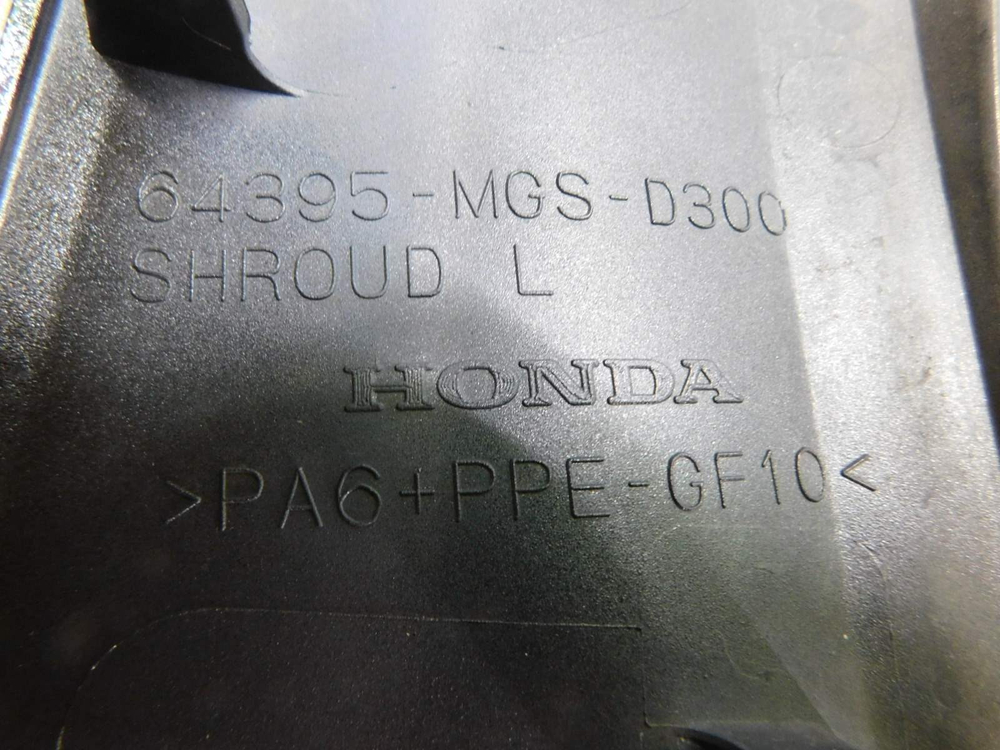 64395-MGS-D300
SHROUD L
HONDA
>PA6+PPE-GF10<